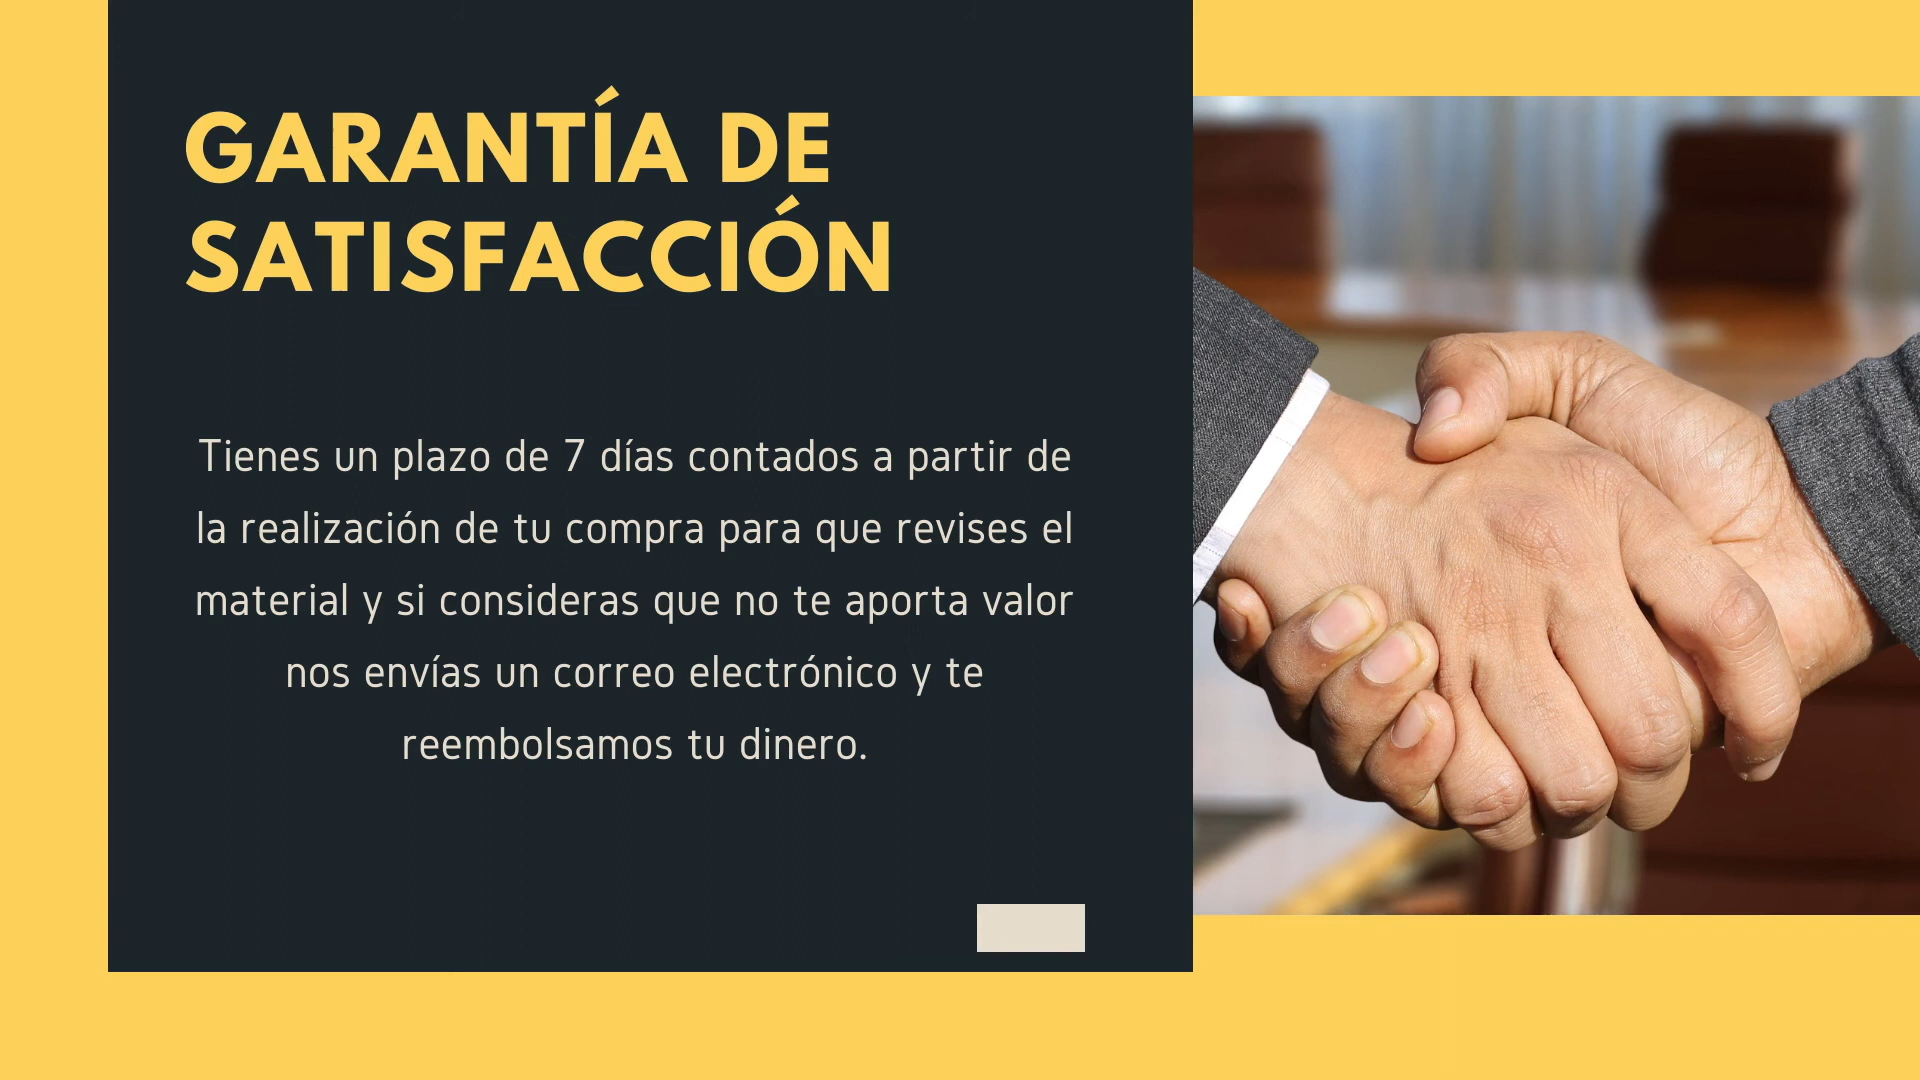 GARANTÍA DE
SATISFACCIÓN
Tienes un plazo de 7 días contados a partir de
la realización de tu compra para que revises el
material y si consideras que no te aporta valor
nos envías un correo electrónico y te
reembolsamos tu dinero.